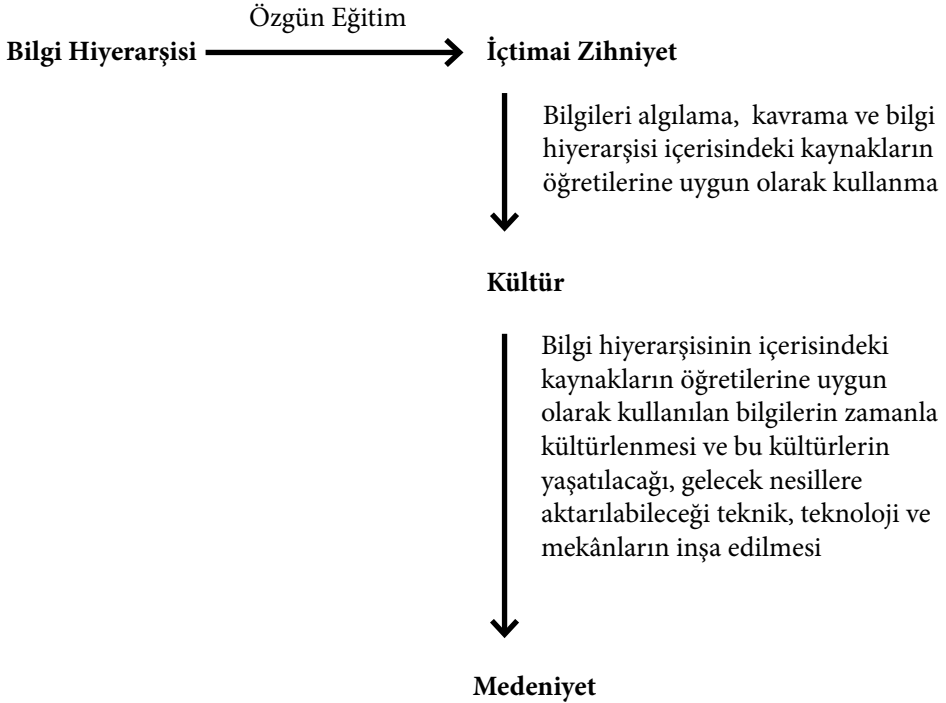 Özgün Eğitim
Bilgi Hiyerarşisi
İçtimai Zihniyet
Bilgileri algılama, kavrama ve bilgi
hiyerarşisi içerisindeki kaynakların
öğretilerine uygun olarak kullanma
Kültür
Bilgi hiyerarşisinin içerisindeki
kaynakların öğretilerine uygun
olarak kullanılan bilgilerin zamanla
kültürlenmesi ve bu kültürlerin
yaşatılacağı, gelecek nesillere
aktarılabileceği teknik, teknoloji ve
mekânların inşa edilmesi
Medeniyet